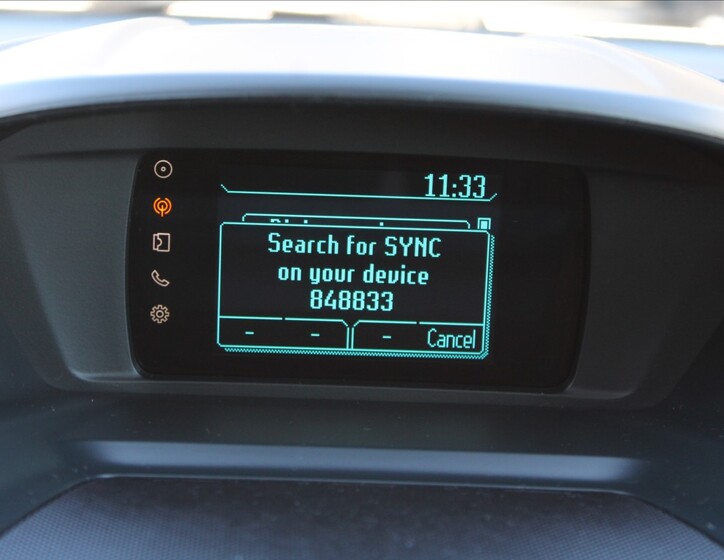 11:33
Search for SYNC
on your device
848833
- - - Cancel